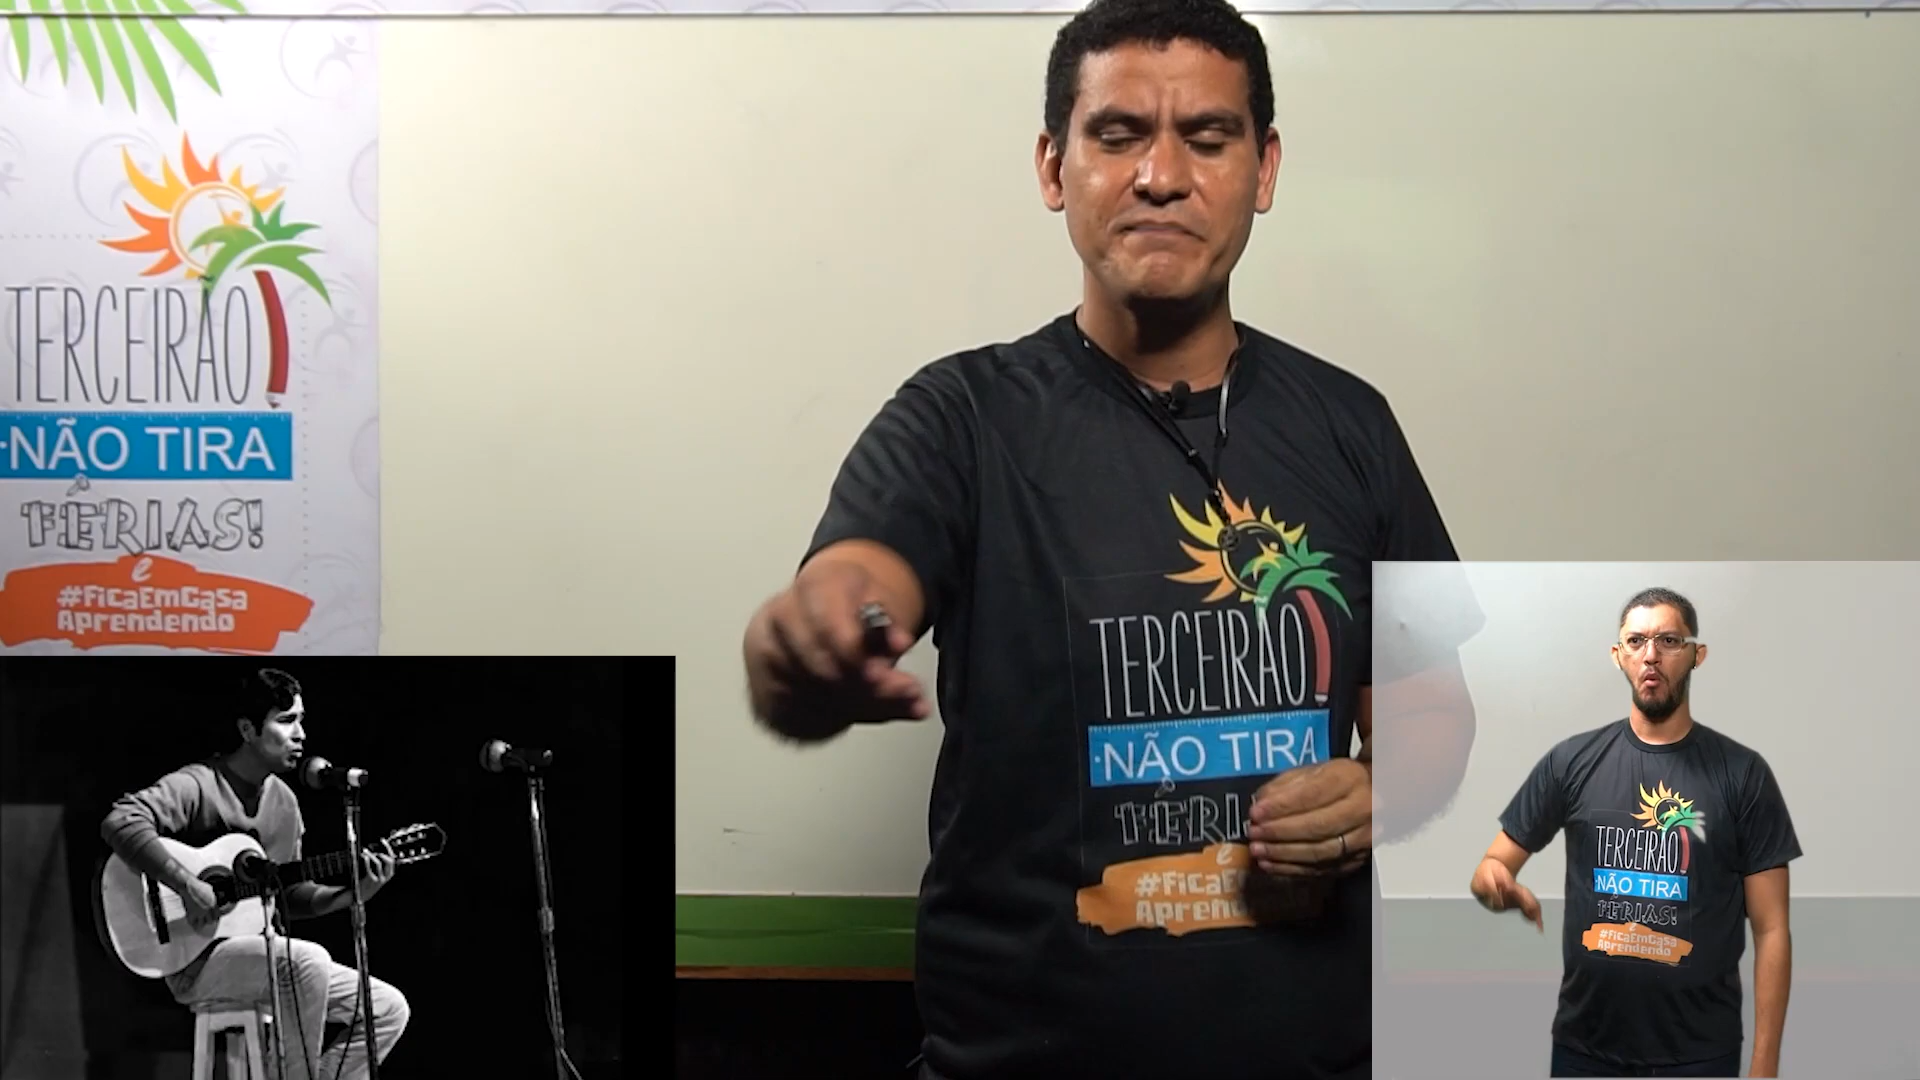 TERCEIRÃO
NÃO TIRA
FÉRIAS!
e
#FicaEmCasa
Aprendendo
TERCEIRÃO
NÃO TIRA
e
TERCEIRÃO
NÃO TIRA
FÉRIAS!
e
#FicaEmCasa
Aprendendo